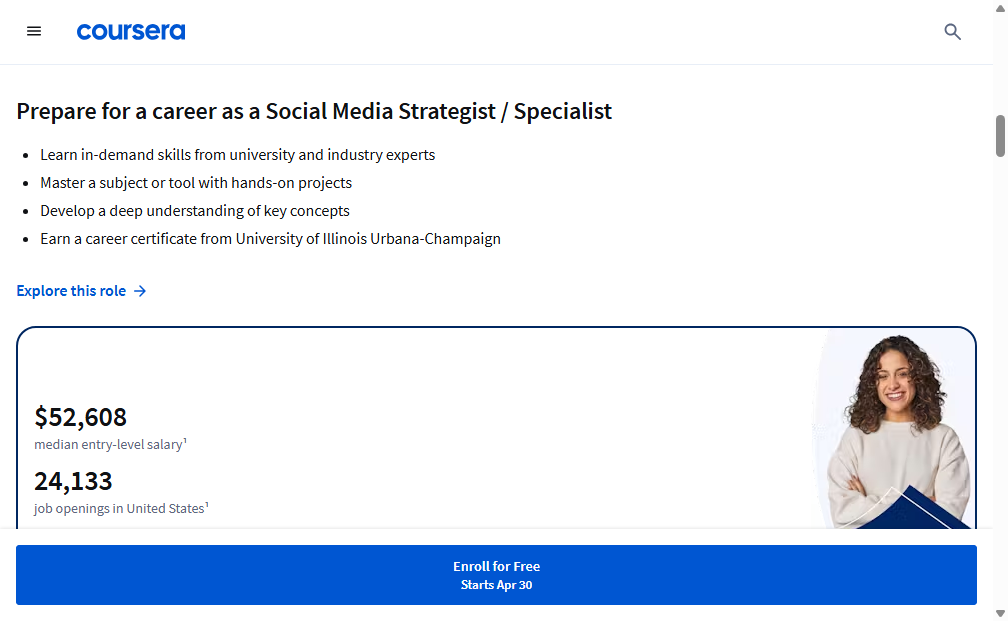 coursera
Prepare for a career as a Social Media Strategist / Specialist
Learn in-demand skills from university and industry experts
Master a subject or tool with hands-on projects
Develop a deep understanding of key concepts
Earn a career certificate from University of Illinois Urbana-Champaign
Explore this role →
$52,608
median entry-level salary¹
24,133
job openings in United States¹
Enroll for Free
Starts Apr 30